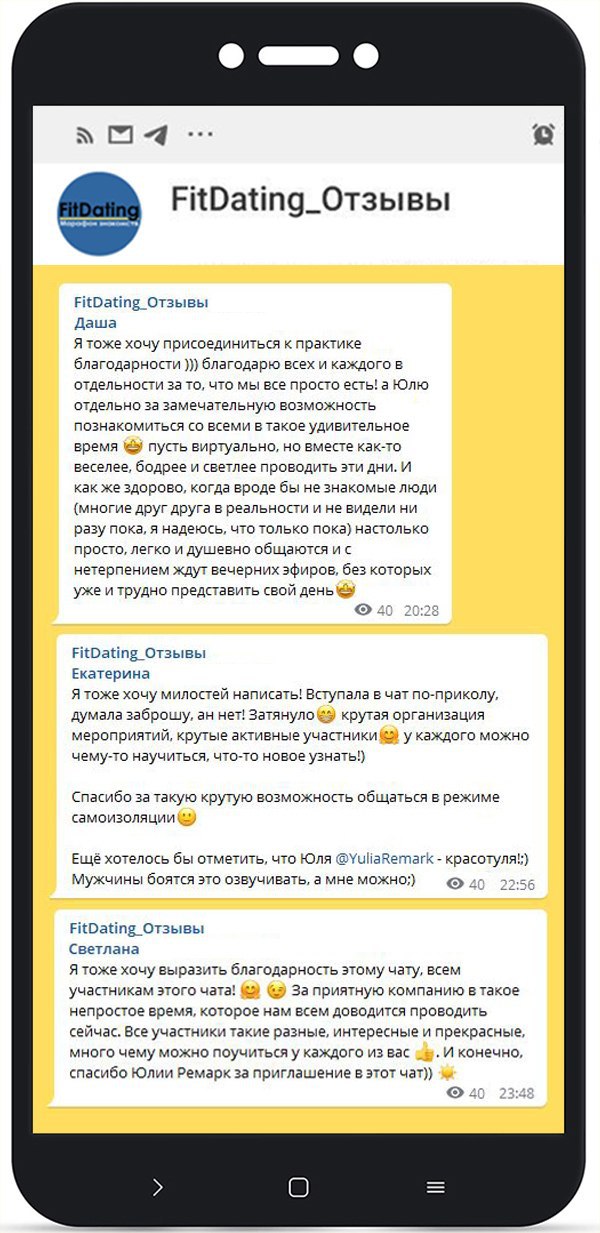 FitDating
Марафон знакомств
FitDating_Отзывы
FitDating_Отзывы
Даша
Я тоже хочу присоединиться к практике
благодарности ))) благодарю всех и каждого в
отдельности за то, что мы все просто есть! а Юлю
отдельно за замечательную возможность
познакомиться со всеми в такое удивительное
время 🤩 пусть виртуально, но вместе как-то
веселее, бодрее и светлее проводить эти дни. И
как же здорово, когда вроде бы не знакомые люди
(многие друг друга в реальности и не видели ни
разу пока, я надеюсь, что только пока) настолько
просто, легко и душевно общаются и с
нетерпением ждут вечерних эфиров, без которых
уже и трудно представить свой день🤩
40 20:28
FitDating_Отзывы
Екатерина
Я тоже хочу милостей написать! Вступала в чат по-приколу,
думала заброшу, ан нет! Затянуло😁 крутая организация
мероприятий, крутые активные участники🤗 у каждого можно
чему-то научиться, что-то новое узнать!)
Спасибо за такую крутую возможность общаться в режиме
самоизоляции🙂
Ещё хотелось бы отметить, что Юля @YuliaRemark - красотуля!;)
Мужчины боятся это озвучивать, а мне можно;)
40 22:56
FitDating_Отзывы
Светлана
Я тоже хочу выразить благодарность этому чату, всем
участникам этого чата! 🤗 😉 За приятную компанию в такое
непростое время, которое нам всем доводится проводить
сейчас. Все участники такие разные, интересные и прекрасные,
много чему можно поучиться у каждого из вас 👍. И конечно,
спасибо Юлии Ремарк за приглашение в этот чат)) ☀️
40 23:48